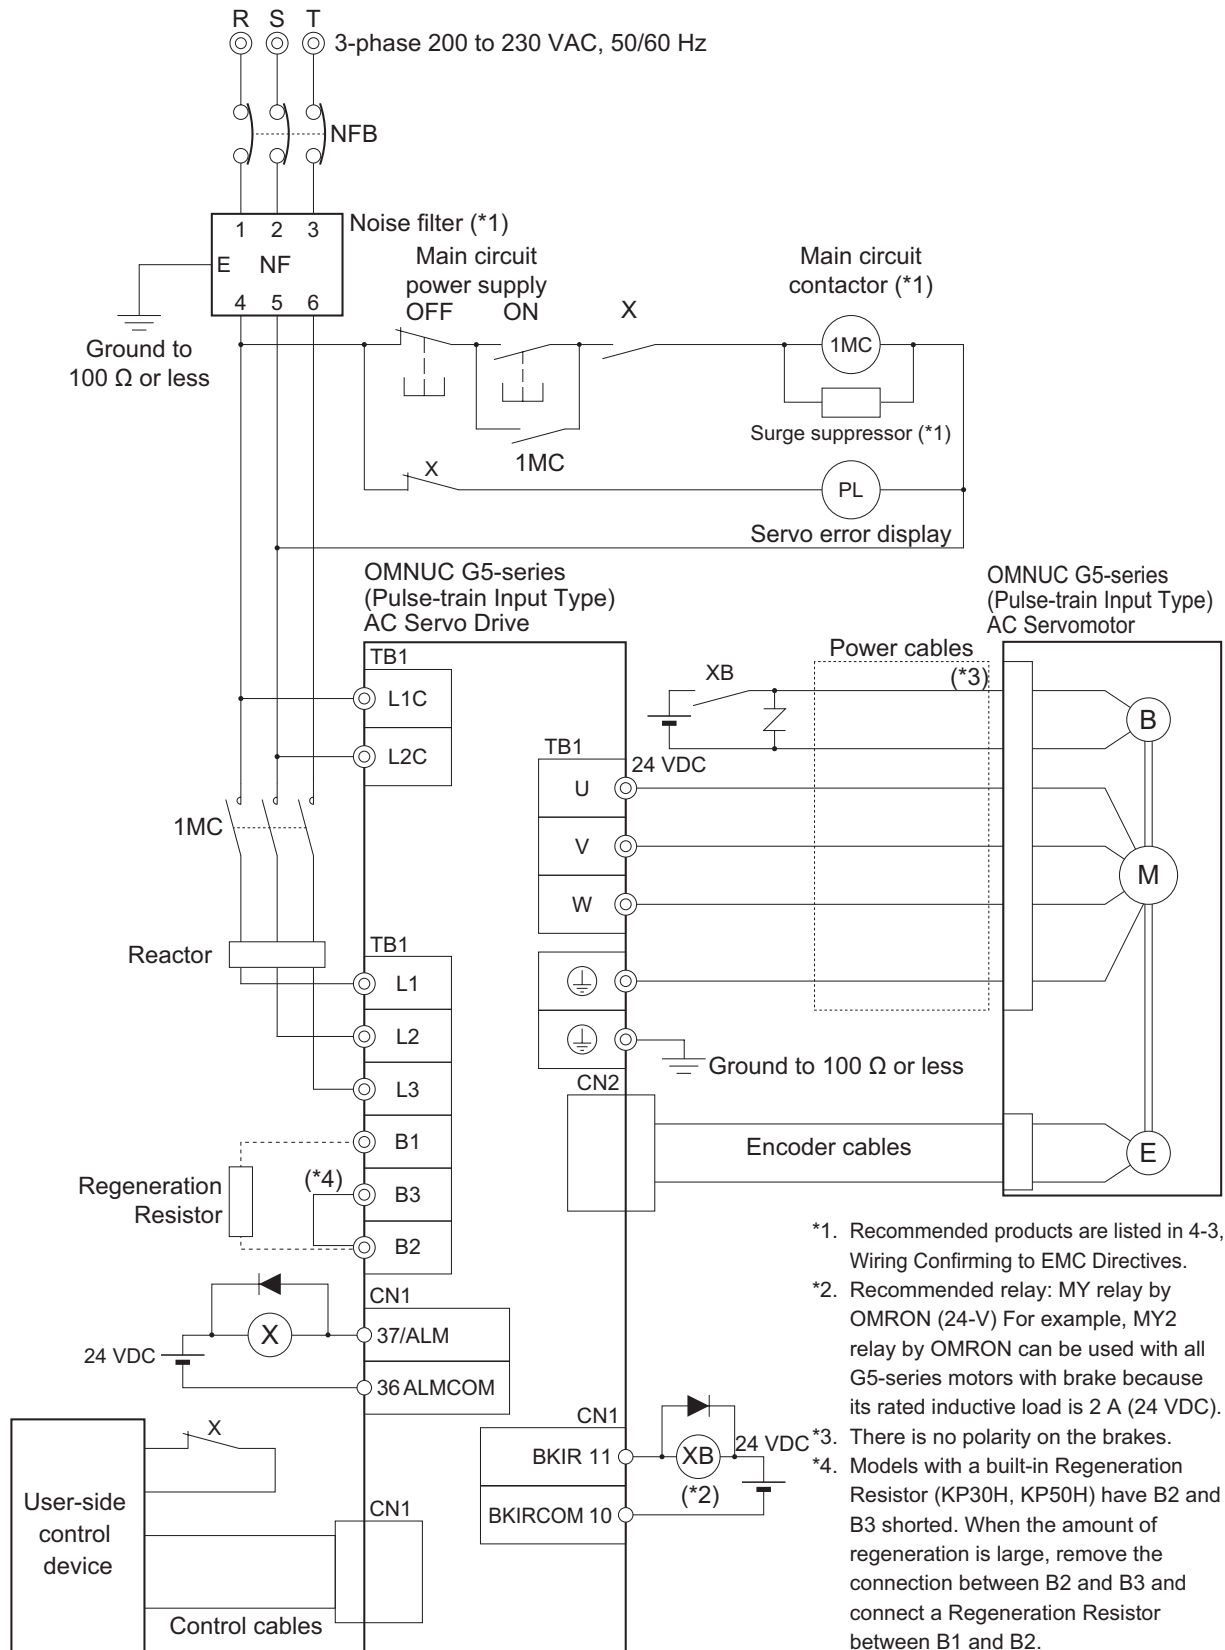 R S T
3-phase 200 to 230 VAC, 50/60 Hz
NFB
1 2 3
Noise filter (*1)
E NF
4 5 6
Ground to
100 Ω or less
Main circuit
power supply
OFF ON
X
Main circuit
contactor (*1)
1MC
Surge suppressor (*1)
1MC
X
PL
Servo error display
OMNUC G5-series
(Pulse-train Input Type)
AC Servo Drive
OMNUC G5-series
(Pulse-train Input Type)
AC Servomotor
TB1
L1C
L2C
XB
Power cables
(*3)
B
24 VDC
TB1
U
V
W
M
1MC
Reactor
TB1
L1
L2
L3
B1
B3
B2
Ground to 100 Ω or less
CN2
Encoder cables
E
Regeneration
Resistor
(*4)
CN1
X
37/ALM
24 VDC
36 ALMCOM
CN1
BKIR 11
XB
24 VDC
(*2)
BKIRCOM 10
X
User-side
control
device
CN1
Control cables
*1. Recommended products are listed in 4-3,
Wiring Confirming to EMC Directives.
*2. Recommended relay: MY relay by
OMRON (24-V) For example, MY2
relay by OMRON can be used with all
G5-series motors with brake because
its rated inductive load is 2 A (24 VDC).
*3. There is no polarity on the brakes.
*4. Models with a built-in Regeneration
Resistor (KP30H, KP50H) have B2 and
B3 shorted. When the amount of
regeneration is large, remove the
connection between B2 and B3 and
connect a Regeneration Resistor
between B1 and B2.